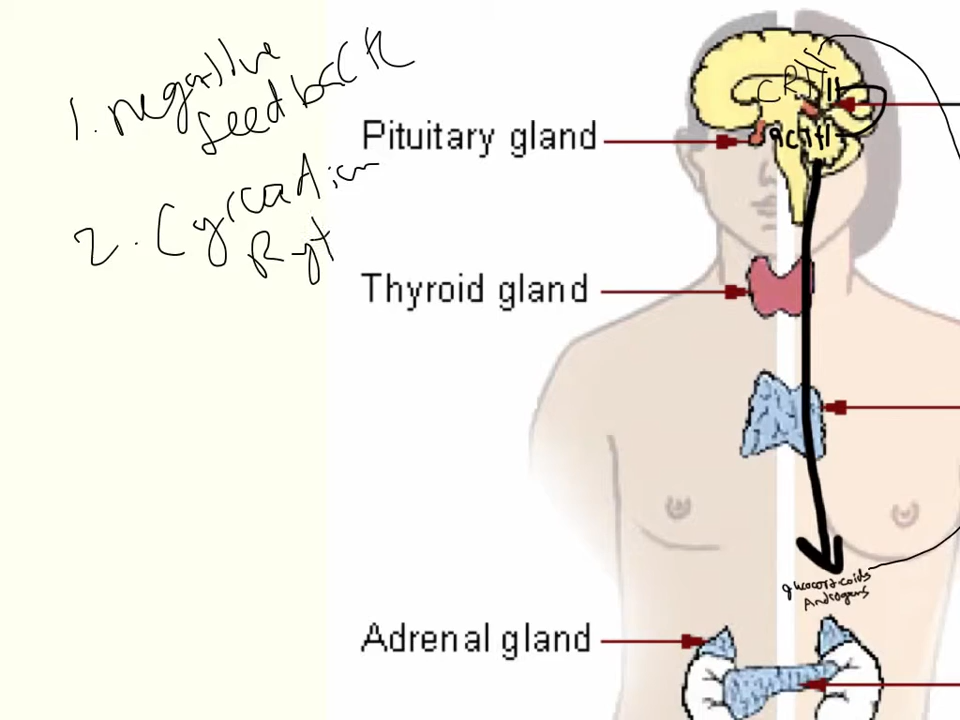 1. negative
feedback
2. Cyrcadian
Ryt
CRH
Pituitary gland
acth
Thyroid gland
glucocorticoids
Androgens
Adrenal gland